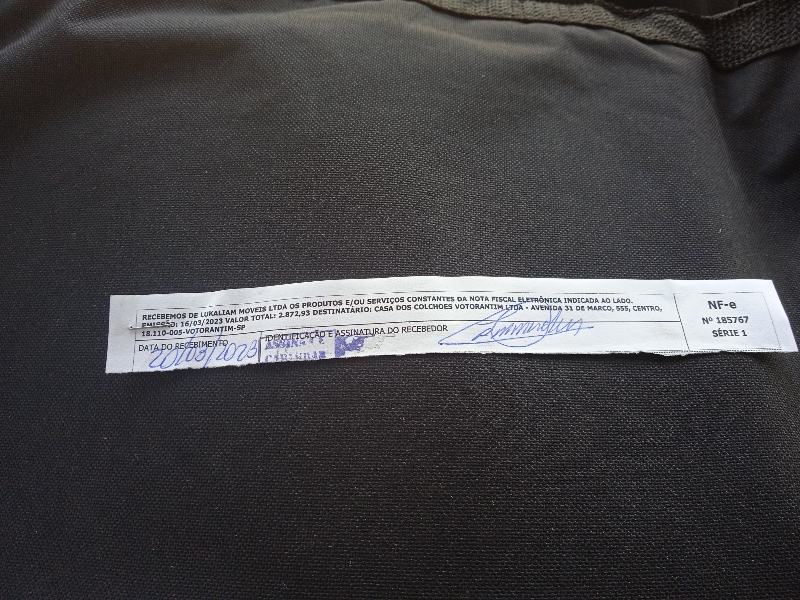 RECEBEMOS DE LUKALIAM MOVEIS LTDA OS PRODUTOS E/OU SERVIÇOS CONSTANTES DA NOTA FISCAL ELETRÔNICA INDICADA AO LADO.
EMISSÃO: 16/03/2023 VALOR TOTAL: 2.872,93 DESTINATÁRIO: CASA DOS COLCHOES VOTORANTIM LTDA - AVENIDA 31 DE MARCO, 555, CENTRO,
18.110-005-VOTORANTIM-SP
DATA DO RECEBIMENTO
20/03/2023
IDENTIFICAÇÃO E ASSINATURA DO RECEBEDOR
NF-e
Nº 185767
SÉRIE 1